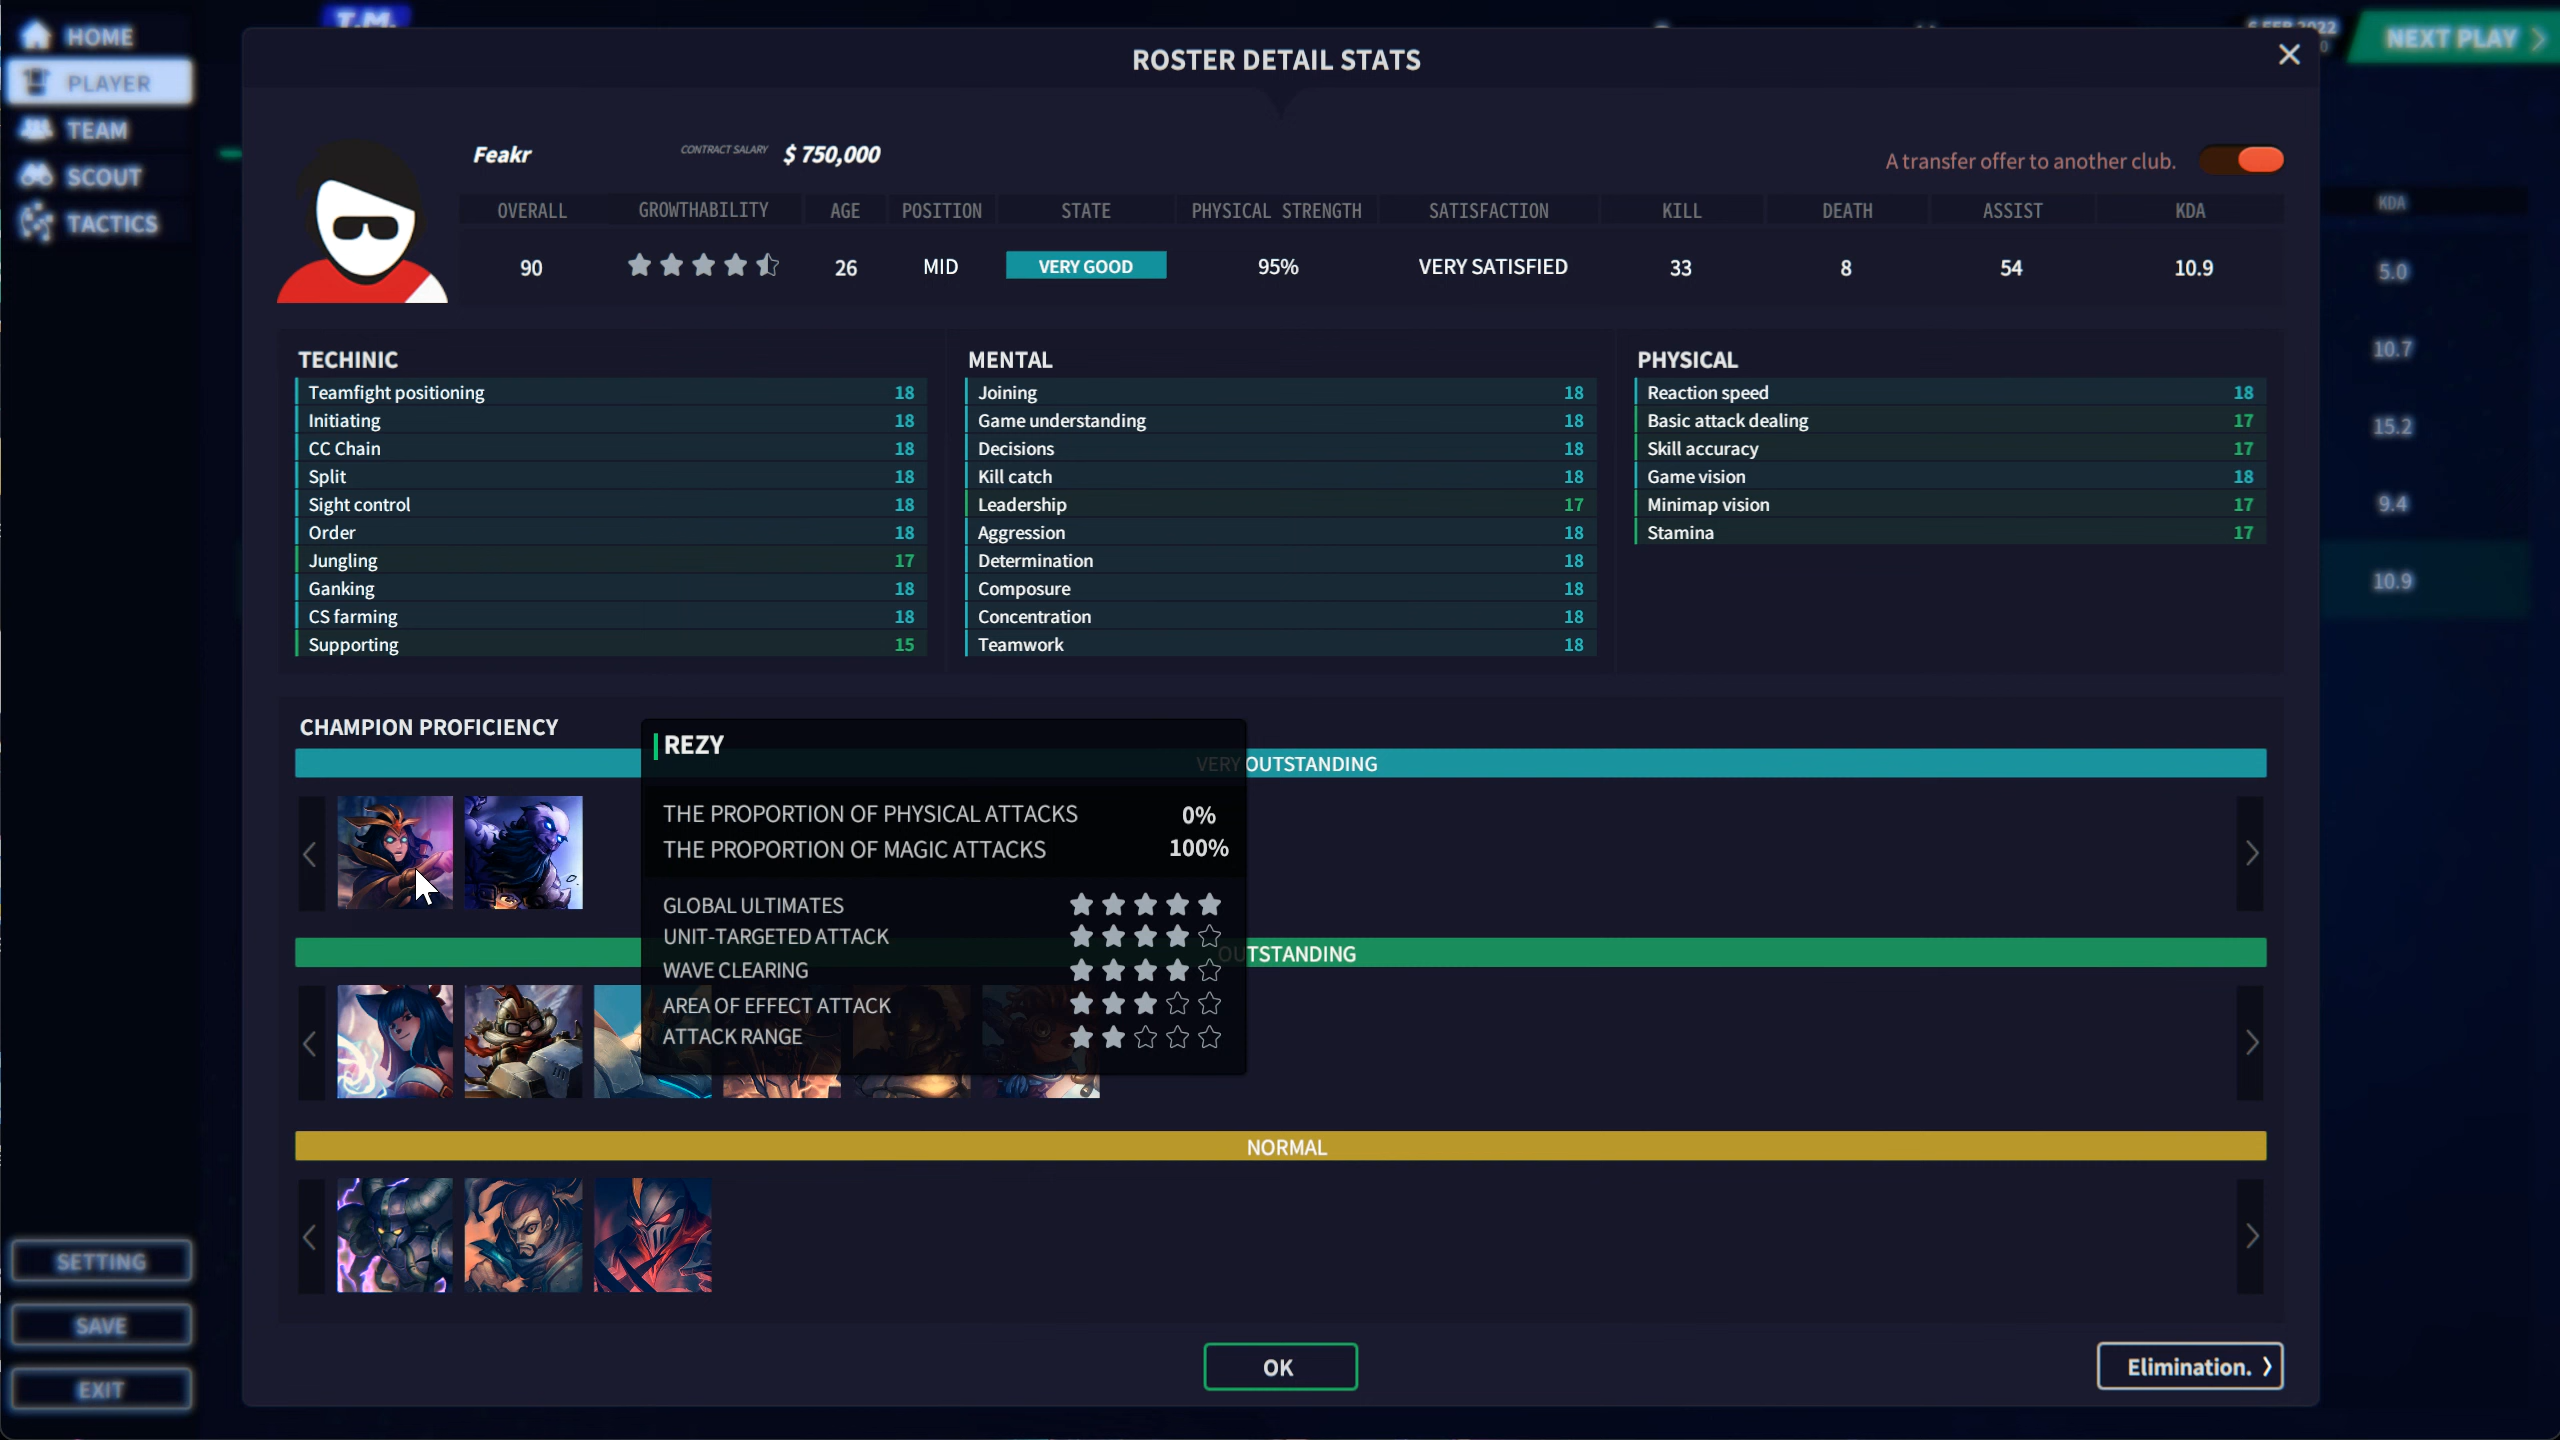 HOME
PLAYER
TEAM
SCOUT
TACTICS
T.M.
6 FEB 2022
NEXT PLAY
ROSTER DETAIL STATS
Feakr
CONTRACT SALARY $ 750,000
A transfer offer to another club.
OVERALL GROWTHABILITY AGE POSITION STATE PHYSICAL STRENGTH SATISFACTION KILL DEATH ASSIST KDA
90 26 MID VERY GOOD 95% VERY SATISFIED 33 8 54 10.9
TECHINIC
Teamfight positioning 18
Initiating 18
CC Chain 18
Split 18
Sight control 18
Order 18
Jungling 17
Ganking 18
CS farming 18
Supporting 15
MENTAL
Joining 18
Game understanding 18
Decisions 18
Kill catch 18
Leadership 17
Aggression 18
Determination 18
Composure 18
Concentration 18
Teamwork 18
PHYSICAL
Reaction speed 18
Basic attack dealing 17
Skill accuracy 17
Game vision 18
Minimap vision 17
Stamina 17
KDA
5.0
10.7
15.2
9.4
10.9
CHAMPION PROFICIENCY
VERY OUTSTANDING
REZY
THE PROPORTION OF PHYSICAL ATTACKS 0%
THE PROPORTION OF MAGIC ATTACKS 100%
GLOBAL ULTIMATES
UNIT-TARGETED ATTACK
WAVE CLEARING
AREA OF EFFECT ATTACK
ATTACK RANGE
OUTSTANDING
NORMAL
SETTING
SAVE
EXIT
OK
Elimination.